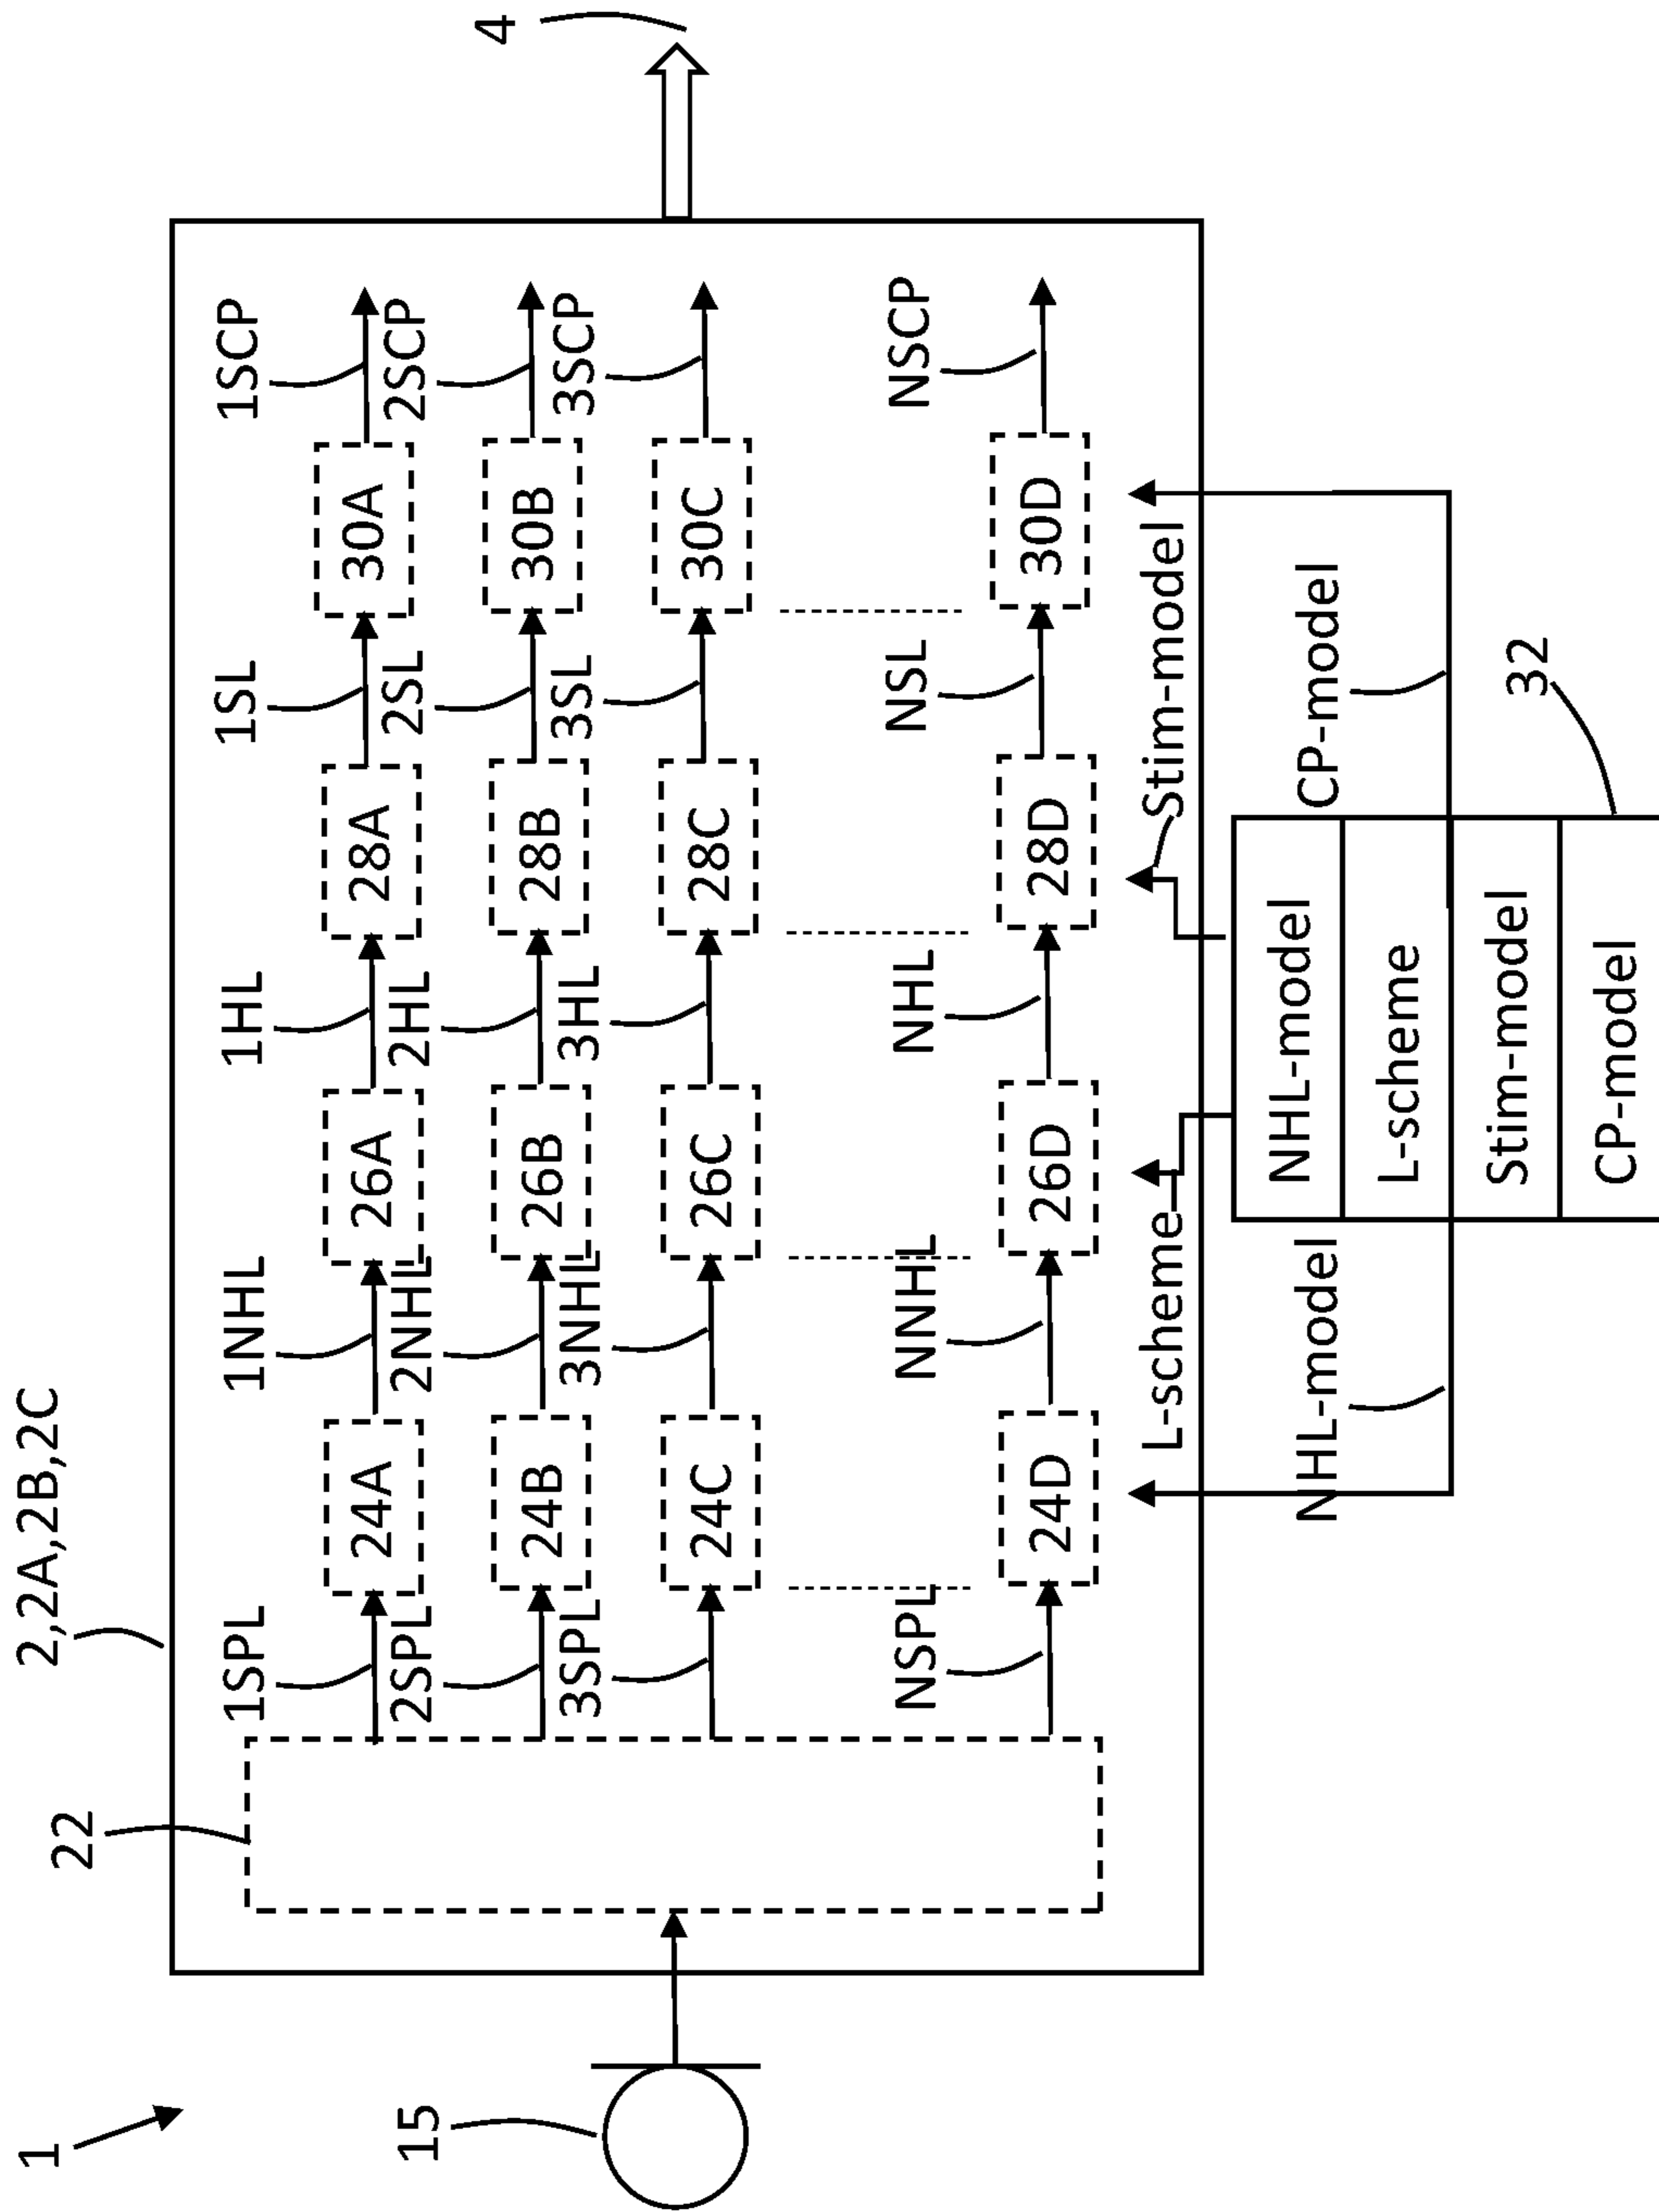 1
2,2A,2B,2C
4
22
15
1SPL
1NHL
1HL
1SL
1SCP
24A
26A
28A
30A
2SPL
2NHL
2HL
2SL
2SCP
24B
26B
28B
30B
3SPL
3NHL
3HL
3SL
3SCP
24C
26C
28C
30C
NSPL
NNHL
NHL
NSL
NSCP
24D
26D
28D
30D
L-scheme
Stim-model
NHL-model
CP-model
32
NHL-model
L-scheme
Stim-model
CP-model